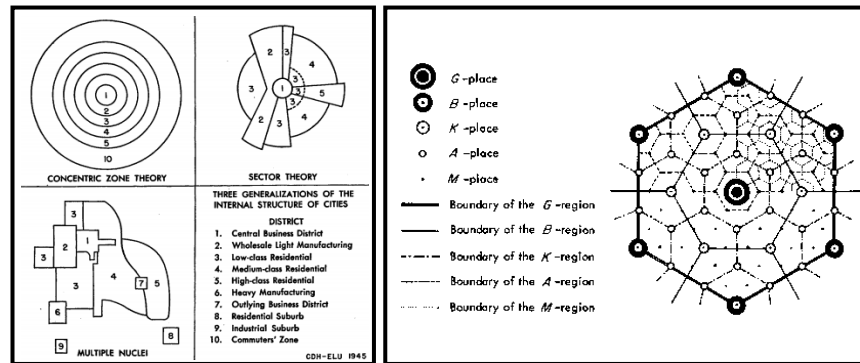 1
2
3
4
5
10
CONCENTRIC ZONE THEORY
2
3
4
3
3
1
3
3
5
2
3
4
SECTOR THEORY
3
1
2
3
3
4
7
5
6
8
9
MULTIPLE NUCLEI
THREE GENERALIZATIONS OF THE
INTERNAL STRUCTURE OF CITIES
DISTRICT
1. Central Business District
2. Wholesale Light Manufacturing
3. Low-class Residential
4. Medium-class Residential
5. High-class Residential
6. Heavy Manufacturing
7. Outlying Business District
8. Residential Suburb
9. Industrial Suburb
10. Commuters' Zone
CDH-ELU 1945
G-place
B-place
K-place
A-place
M-place
Boundary of the G-region
Boundary of the B-region
Boundary of the K-region
Boundary of the A-region
Boundary of the M-region